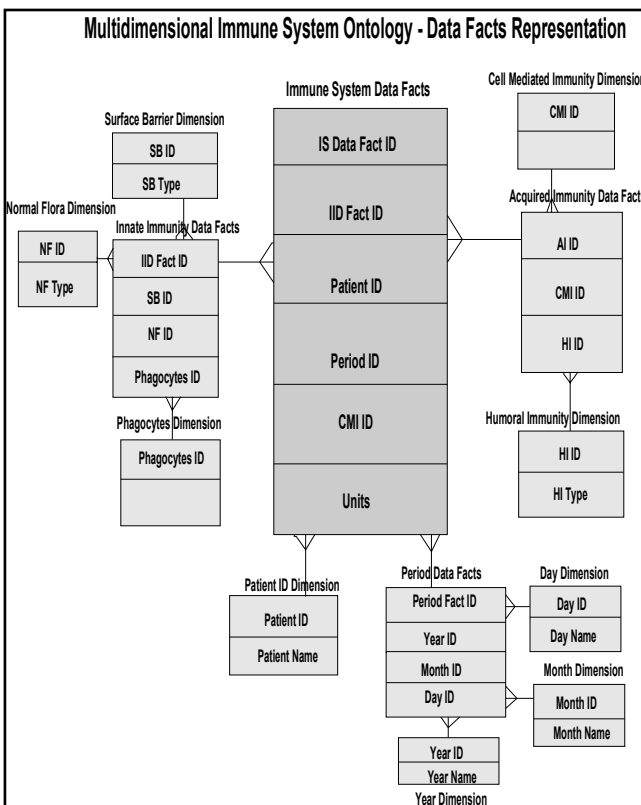 Multidimensional Immune System Ontology - Data Facts Representation
Immune System Data Facts
IS Data Fact ID
IID Fact ID
Patient ID
Period ID
CMI ID
Units
Surface Barrier Dimension
SB ID
SB Type
Normal Flora Dimension
NF ID
NF Type
Innate Immunity Data Facts
IID Fact ID
SB ID
NF ID
Phagocytes ID
Phagocytes Dimension
Phagocytes ID
Cell Mediated Immunity Dimension
CMI ID
Acquired Immunity Data Fact
AI ID
CMI ID
HI ID
Humoral Immunity Dimension
HI ID
HI Type
Patient ID Dimension
Patient ID
Patient Name
Period Data Facts
Period Fact ID
Year ID
Month ID
Day ID
Day Dimension
Day ID
Day Name
Month Dimension
Month ID
Month Name
Year ID
Year Name
Year Dimension